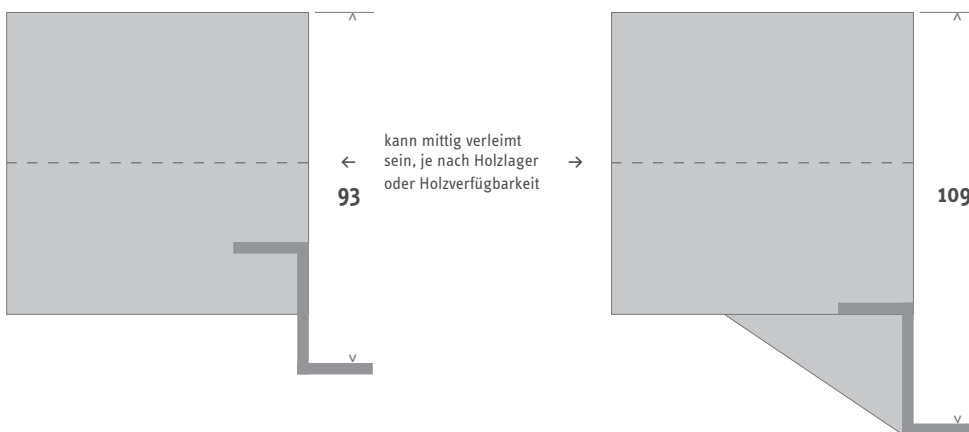 kann mittig verleimt
sein, je nach Holzlager
oder Holzverfügbarkeit
93
109